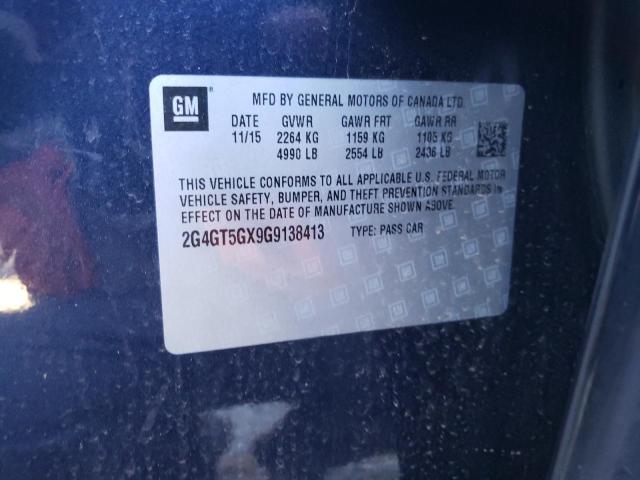 GM
MFD BY GENERAL MOTORS OF CANADA LTD.
DATE GVWR GAWR FRT GAWR RR
11/15 2264 KG 1159 KG 1105 KG
4990 LB 2554 LB 2436 LB
THIS VEHICLE CONFORMS TO ALL APPLICABLE U.S. FEDERAL MOTOR
VEHICLE SAFETY, BUMPER, AND THEFT PREVENTION STANDARDS IN
EFFECT ON THE DATE OF MANUFACTURE SHOWN ABOVE.
2G4GT5GX9G9138413 TYPE: PASS CAR